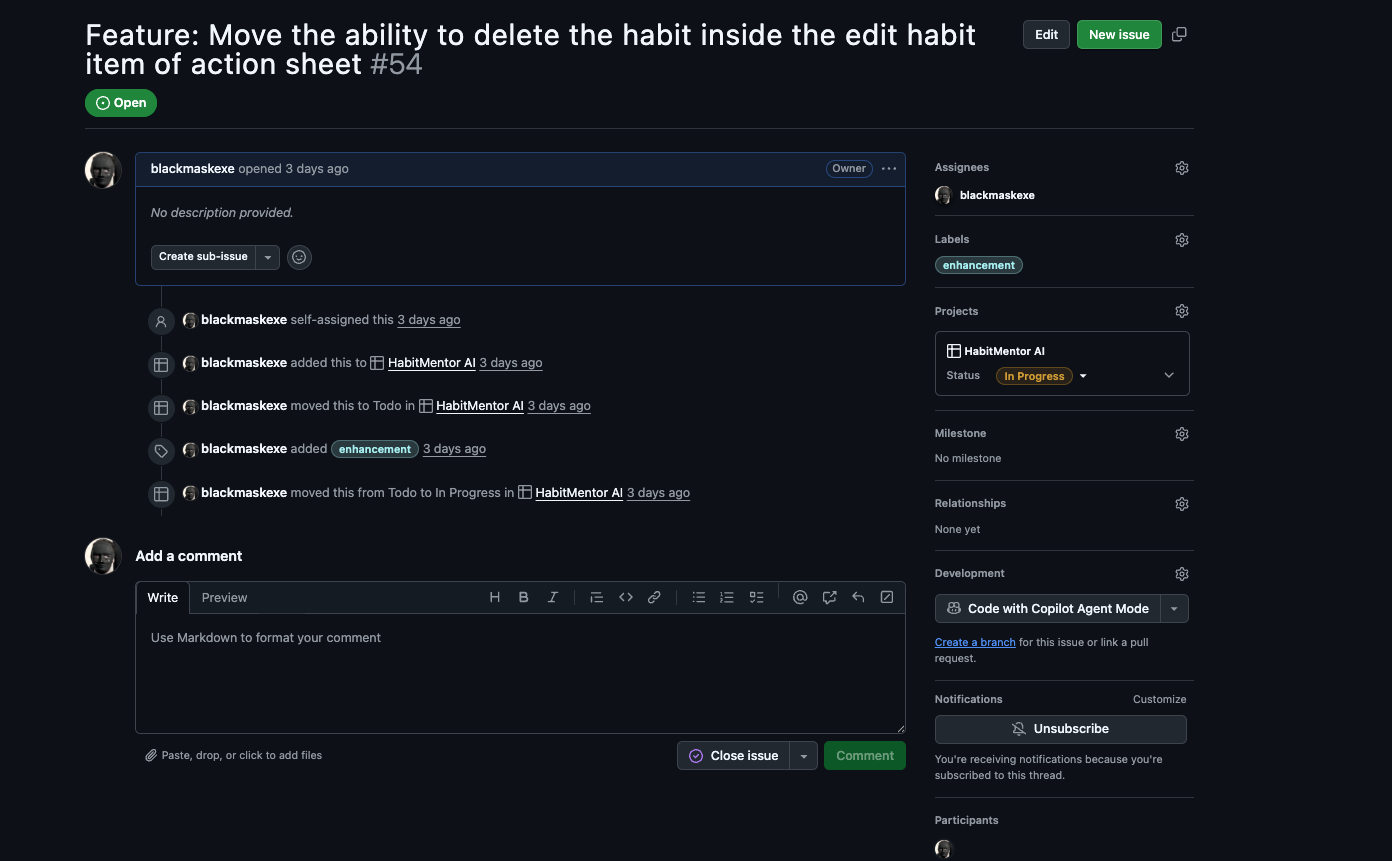 Feature: Move the ability to delete the habit inside the edit habit
item of action sheet #54
Edit
New issue
Open
blackmaskexe opened 3 days ago
Owner
No description provided.
Create sub-issue
blackmaskexe self-assigned this 3 days ago
blackmaskexe added this to HabitMentor AI 3 days ago
blackmaskexe moved this to Todo in HabitMentor AI 3 days ago
blackmaskexe added enhancement 3 days ago
blackmaskexe moved this from Todo to In Progress in HabitMentor AI 3 days ago
Add a comment
Write
Preview
Use Markdown to format your comment
Paste, drop, or click to add files
Close issue
Comment
Assignees
blackmaskexe
Labels
enhancement
Projects
HabitMentor AI
Status In Progress
Milestone
No milestone
Relationships
None yet
Development
Code with Copilot Agent Mode
Create a branch for this issue or link a pull
request.
Notifications
Customize
Unsubscribe
You're receiving notifications because you're
subscribed to this thread.
Participants